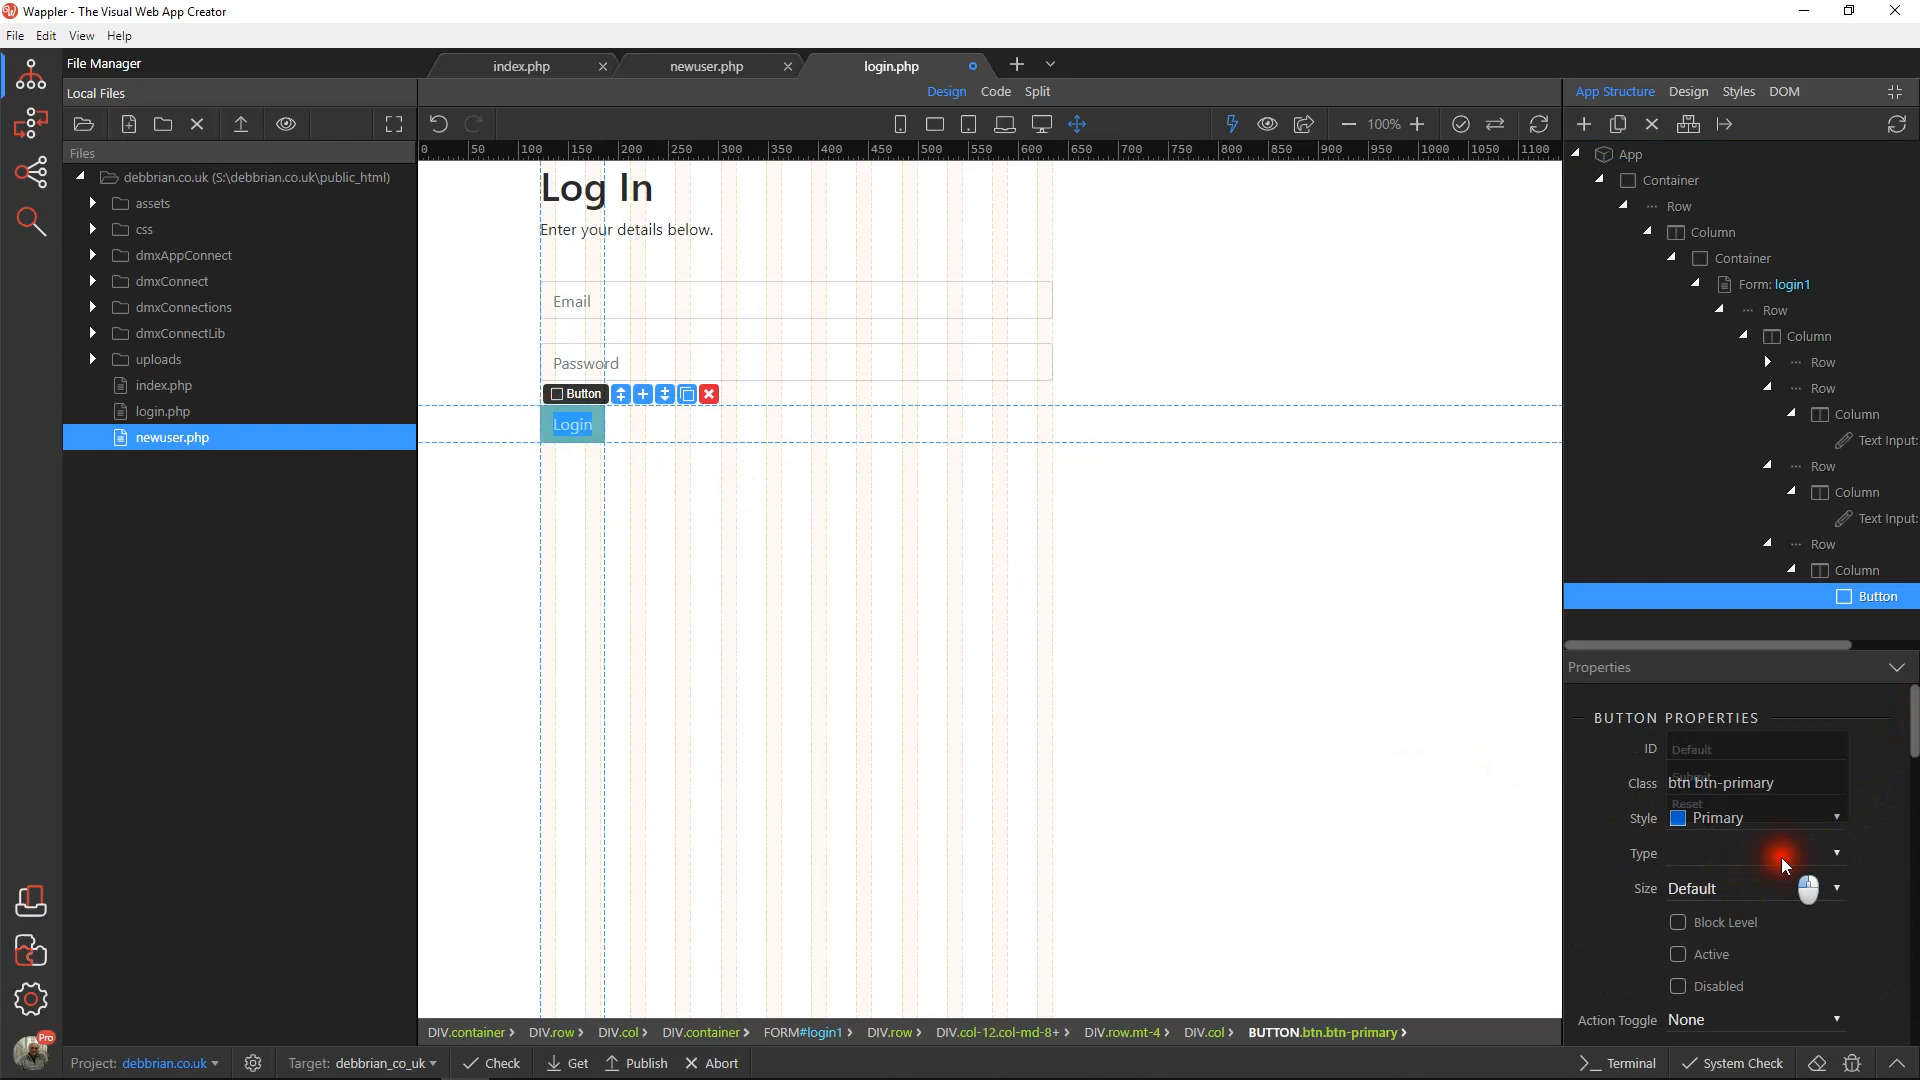 Wappler - The Visual Web App Creator
File Edit View Help
File Manager
index.php
newuser.php
login.php
Local Files
Design Code Split
App Structure Design Styles DOM
100%
Files
0 50 100 150 200 250 300 350 400 450 500 550 600 650 700 750 800 850 900 950 1000 1050 1100
debbrian.co.uk (S:\debbrian.co.uk\public_html)
assets
css
dmxAppConnect
dmxConnect
dmxConnections
dmxConnectLib
uploads
index.php
login.php
newuser.php
Log In
Enter your details below.
Email
Password
Button
Login
App
Container
Row
Column
Container
Form: login1
Row
Column
Row
Row
Column
Text Input:
Row
Column
Text Input:
Row
Column
Button
Properties
BUTTON PROPERTIES
ID Default
Submit
Class btn btn-primary
Reset
Style Primary
Type
Size Default
Block Level
Active
Disabled
Action Toggle None
DIV.container DIV.row DIV.col DIV.container FORM#login1 DIV.row DIV.col-12.col-md-8+ DIV.row.mt-4 DIV.col BUTTON.btn.btn-primary
Pro
Project: debbrian.co.uk Target: debbrian_co_uk Check Get Publish Abort Terminal System Check